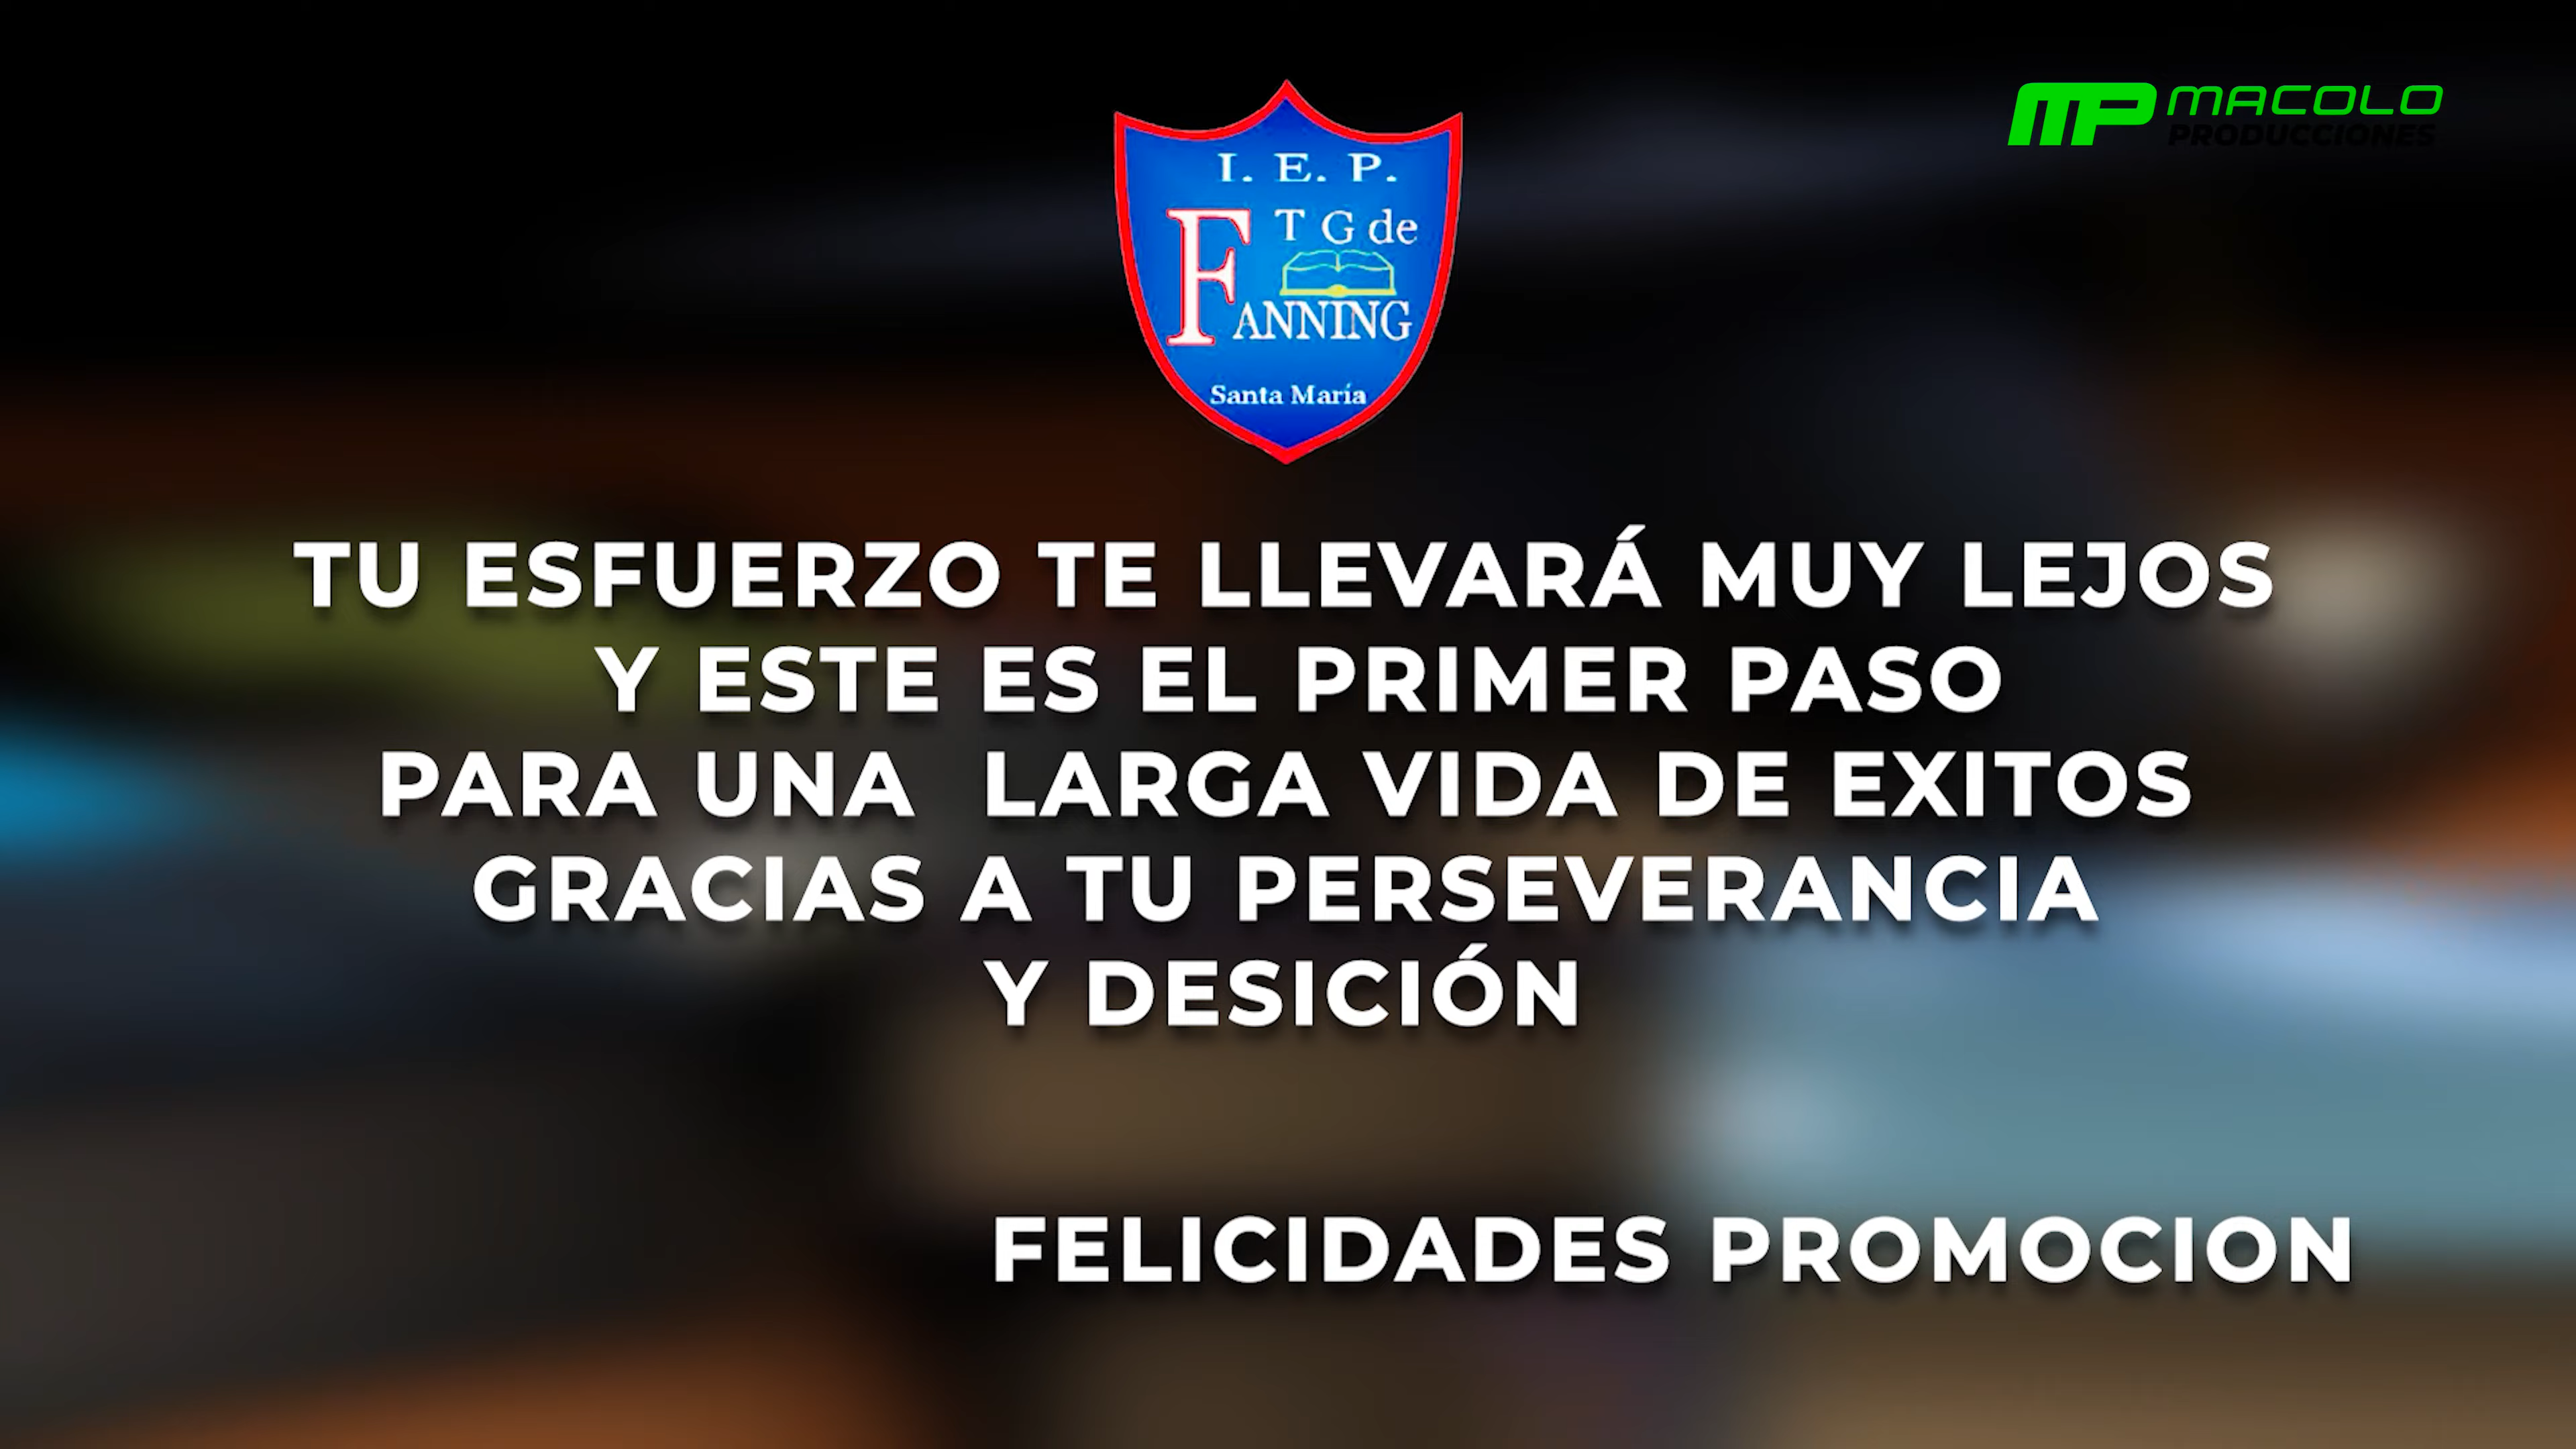 MP MACOLO
PRODUCCIONES
I. E. P.
T G de
FANNING
Santa María
TU ESFUERZO TE LLEVARÁ MUY LEJOS
Y ESTE ES EL PRIMER PASO
PARA UNA LARGA VIDA DE EXITOS
GRACIAS A TU PERSEVERANCIA
Y DESICIÓN
FELICIDADES PROMOCION